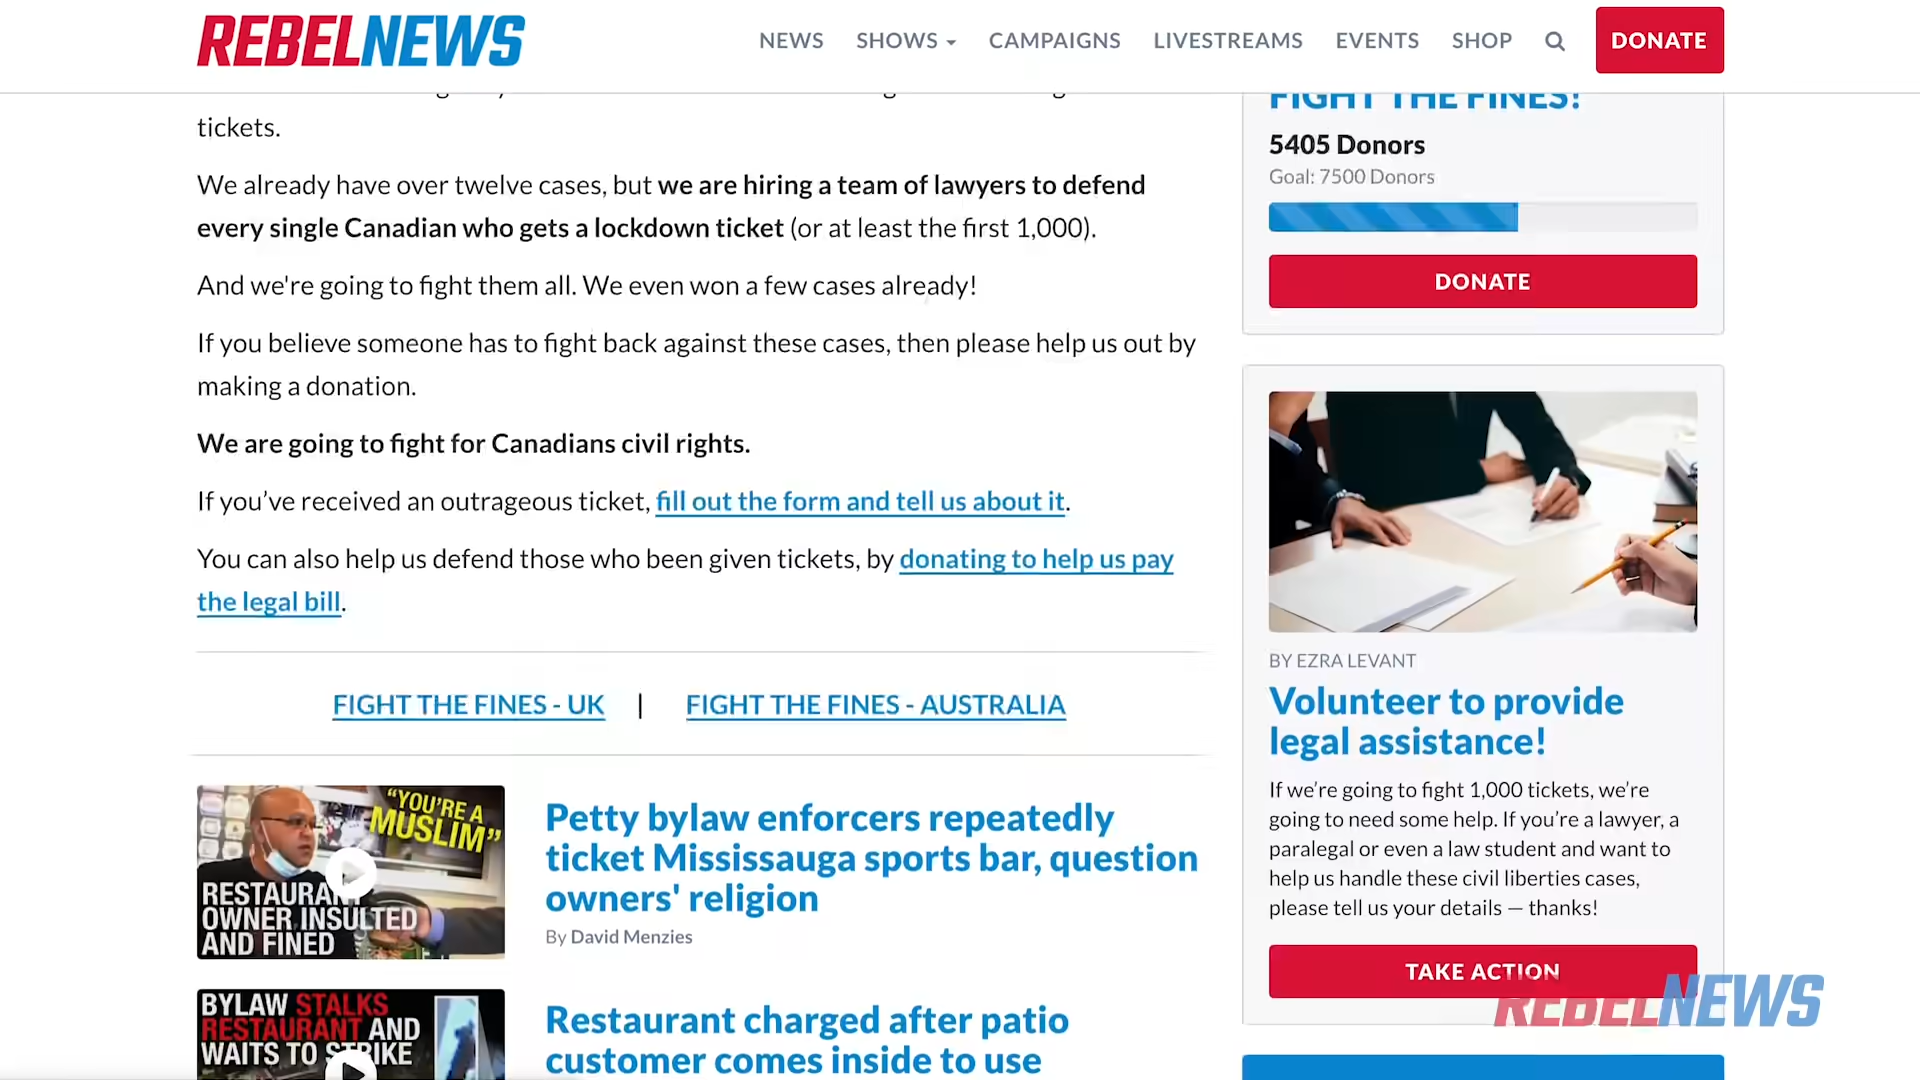 REBELNEWS
NEWS SHOWS CAMPAIGNS LIVESTREAMS EVENTS SHOP DONATE
tickets.
We already have over twelve cases, but we are hiring a team of lawyers to defend
every single Canadian who gets a lockdown ticket (or at least the first 1,000).
And we're going to fight them all. We even won a few cases already!
If you believe someone has to fight back against these cases, then please help us out by
making a donation.
We are going to fight for Canadians civil rights.
If you’ve received an outrageous ticket, fill out the form and tell us about it.
You can also help us defend those who been given tickets, by donating to help us pay
the legal bill.
FIGHT THE FINES - UK | FIGHT THE FINES - AUSTRALIA
“YOU’RE A
MUSLIM”
RESTAURANT
OWNER INSULTED
AND FINED
Petty bylaw enforcers repeatedly
ticket Mississauga sports bar, question
owners' religion
By David Menzies
BYLAW STALKS
RESTAURANT AND
WAITS TO STRIKE
Restaurant charged after patio
customer comes inside to use
FIGHT THE FINES!
5405 Donors
Goal: 7500 Donors
DONATE
BY EZRA LEVANT
Volunteer to provide
legal assistance!
If we’re going to fight 1,000 tickets, we’re
going to need some help. If you’re a lawyer, a
paralegal or even a law student and want to
help us handle these civil liberties cases,
please tell us your details — thanks!
TAKE ACTION
REBELNEWS